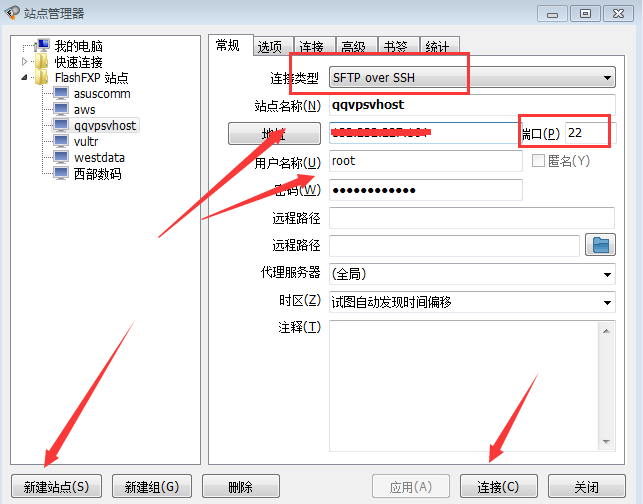 站点管理器
我的电脑
快速连接
FlashFXP 站点
asuscomm
aws
qqvpsvhost
vultr
westdata
西部数码
常规 选项 连接 高级 书签 统计
连接类型 SFTP over SSH
站点名称(N) qqvpsvhost
地址 端口(P) 22
用户名称(U) root 匿名(Y)
密码(W) ●●●●●●●●●●●●
远程路径
远程路径
代理服务器 (全局)
时区(Z) 试图自动发现时间偏移
注释(T)
新建站点(S) 新建组(G) 删除 应用(A) 连接(C) 关闭